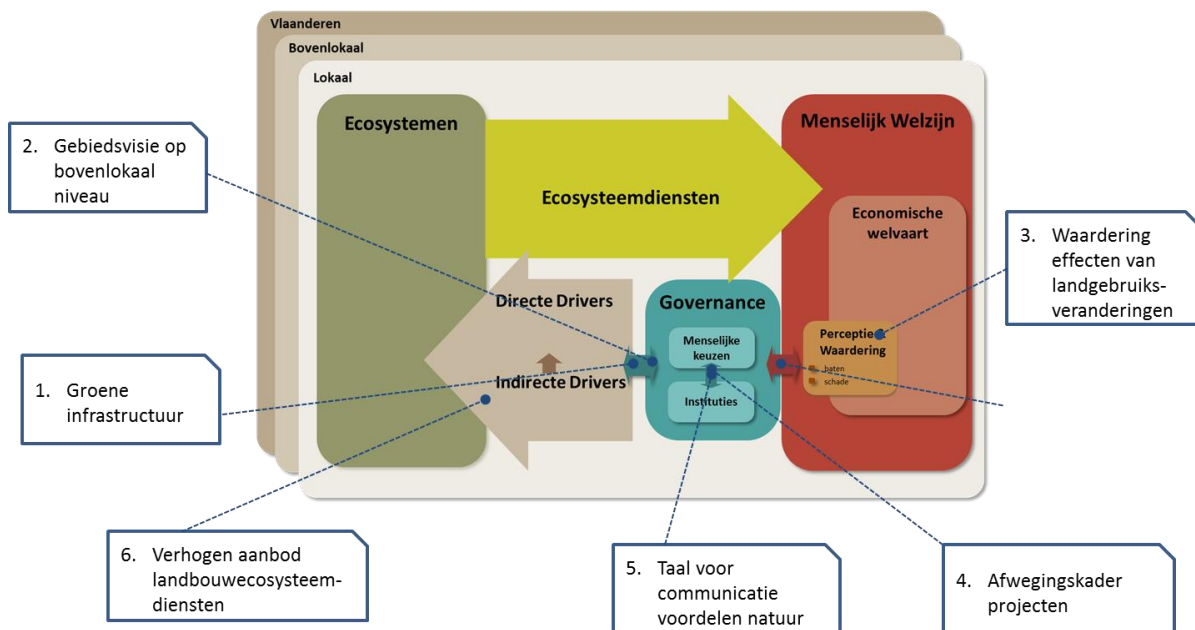 Vlaanderen
Bovenlokaal
Lokaal
Ecosystemen
Menselijk Welzijn
2. Gebiedsvisie op
bovenlokaal
niveau
Ecosysteemdiensten
Economische
welvaart
3. Waardering
effecten van
landgebruiks-
veranderingen
Directe Drivers
Governance
Menselijke
keuzen
Perceptie
Waardering
baten
schade
Indirecte Drivers
Instituties
1. Groene
infrastructuur
6. Verhogen aanbod
landbouwecosysteem-
diensten
5. Taal voor
communicatie
voordelen natuur
4. Afwegingskader
projecten